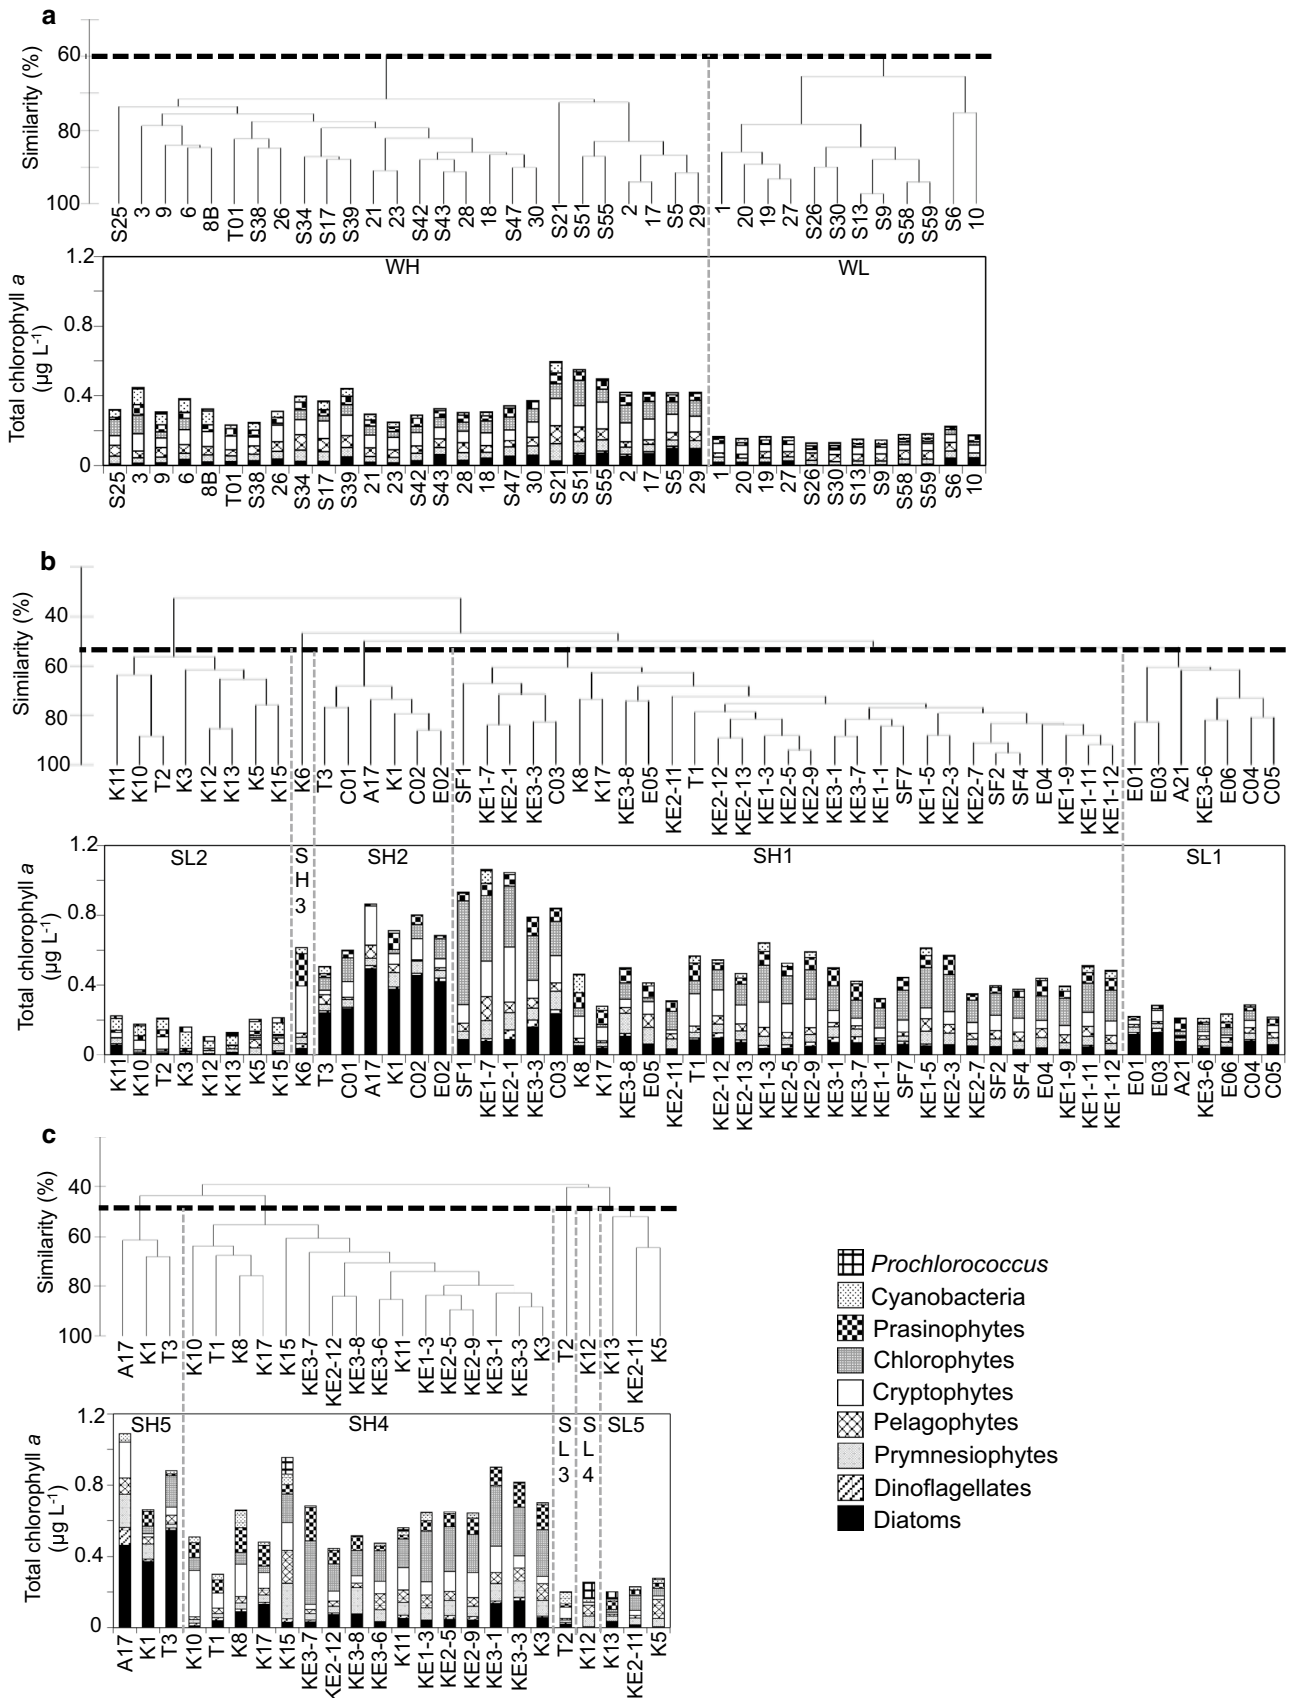 a
Similarity (%)
60
80
100
S25 3 9 6 8B T01 S38 26 S34 S17 S39 21 23 S42 S43 28 18 S47 30 S21 S51 S55 2 17 S5 29 1 20 19 27 S26 S30 S13 S9 S58 S59 S6 10
WH WL
Total chlorophyll a
(µg L-1)
1.2
0.8
0.4
0
S25 3 9 6 8B T01 S38 26 S34 S17 S39 21 23 S42 S43 28 18 S47 30 S21 S51 S55 2 17 S5 29 1 20 19 27 S26 S30 S13 S9 S58 S59 S6 10
b
Similarity (%)
40
60
80
100
K11 K10 T2 K3 K12 K13 K5 K15 K6 T3 C01 A17 K1 C02 E02 SF1 KE1-7 KE2-1 KE3-3 C03 K8 K17 KE3-8 E05 KE2-11 T1 KE2-12 KE2-13 KE1-3 KE2-5 KE2-9 KE3-1 KE3-7 KE1-1 SF7 KE1-5 KE2-3 KE2-7 SF2 SF4 E04 KE1-9 KE1-11 KE1-12 E01 E03 A21 KE3-6 E06 C04 C05
SL2 SH3 SH2 SH1 SL1
Total chlorophyll a
(µg L-1)
1.2
0.8
0.4
0
K11 K10 T2 K3 K12 K13 K5 K15 K6 T3 C01 A17 K1 C02 E02 SF1 KE1-7 KE2-1 KE3-3 C03 K8 K17 KE3-8 E05 KE2-11 T1 KE2-12 KE2-13 KE1-3 KE2-5 KE2-9 KE3-1 KE3-7 KE1-1 SF7 KE1-5 KE2-3 KE2-7 SF2 SF4 E04 KE1-9 KE1-11 KE1-12 E01 E03 A21 KE3-6 E06 C04 C05
c
Similarity (%)
40
60
80
100
A17 K1 T3 K10 T1 K8 K17 K15 KE3-7 KE2-12 KE3-8 KE3-6 K11 KE1-3 KE2-5 KE2-9 KE3-1 KE3-3 K3 T2 K12 K13 KE2-11 K5
SH5 SH4 SL3 SL4 SL5
Total chlorophyll a
(µg L-1)
1.2
0.8
0.4
0
A17 K1 T3 K10 T1 K8 K17 K15 KE3-7 KE2-12 KE3-8 KE3-6 K11 KE1-3 KE2-5 KE2-9 KE3-1 KE3-3 K3 T2 K12 K13 KE2-11 K5
Prochlorococcus
Cyanobacteria
Prasinophytes
Chlorophytes
Cryptophytes
Pelagophytes
Prymnesiophytes
Dinoflagellates
Diatoms